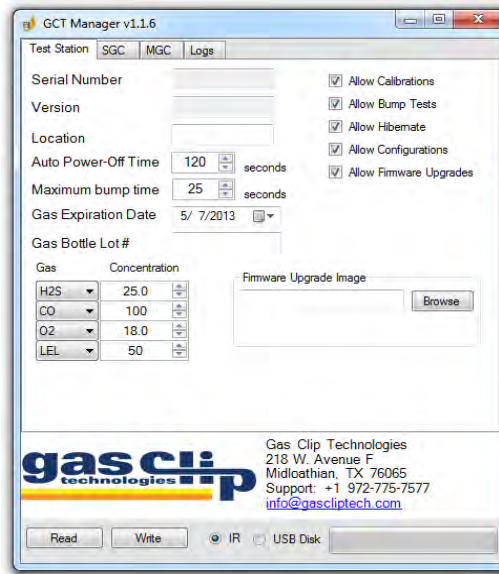 GCT Manager v1.1.6
Test Station SGC MGC Logs
Serial Number
Version
Location
Auto Power-Off Time 120 seconds
Maximum bump time 25 seconds
Gas Expiration Date 5/ 7/2013
Gas Bottle Lot #
Allow Calibrations
Allow Bump Tests
Allow Hibernate
Allow Configurations
Allow Firmware Upgrades
Gas Concentration
H2S 25.0
CO 100
O2 18.0
LEL 50
Firmware Upgrade Image
Browse
gas clip
technologies
Gas Clip Technologies
218 W. Avenue F
Midloathian, TX 76065
Support: +1 972-775-7577
info@gascliptech.com
Read Write IR USB Disk